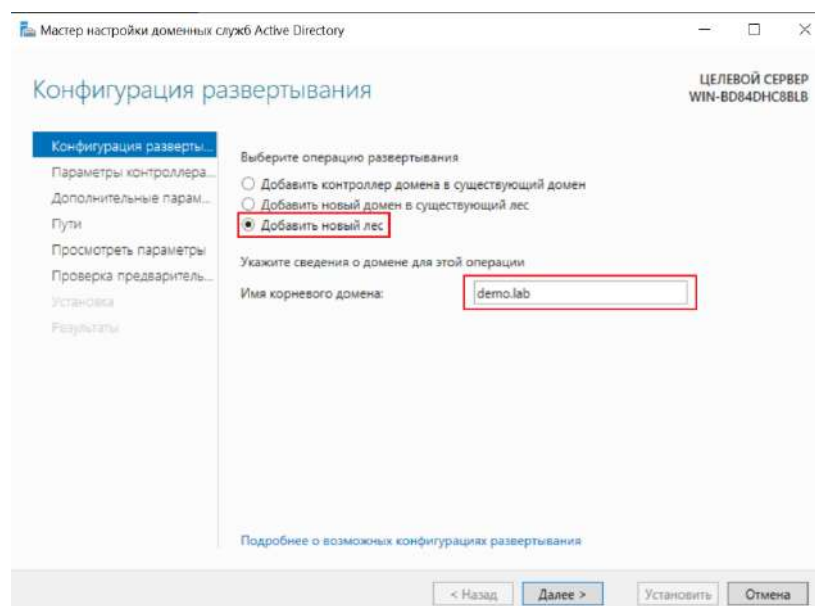 Мастер настройки доменных служб Active Directory
Конфигурация развертывания
ЦЕЛЕВОЙ СЕРВЕР
WIN-BD84DHC8BLB
Конфигурация разверты...
Параметры контроллера...
Дополнительные парам...
Пути
Просмотреть параметры
Проверка предваритель...
Установка
Результаты
Выберите операцию развертывания
Добавить контроллер домена в существующий домен
Добавить новый домен в существующий лес
Добавить новый лес
Укажите сведения о домене для этой операции
Имя корневого домена: demo.lab
Подробнее о возможных конфигурациях развертывания
< Назад Далее > Установить Отмена